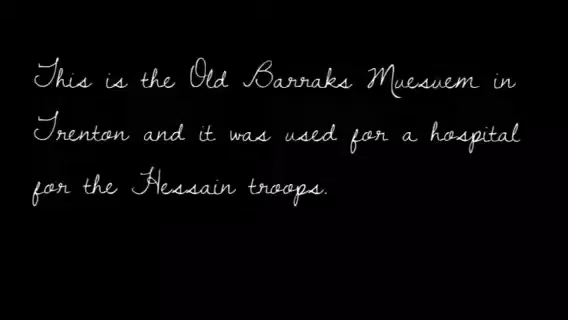 This is the Old Barraks Muesuem in
Trenton and it was used for a hospital
for the Hessain troops.